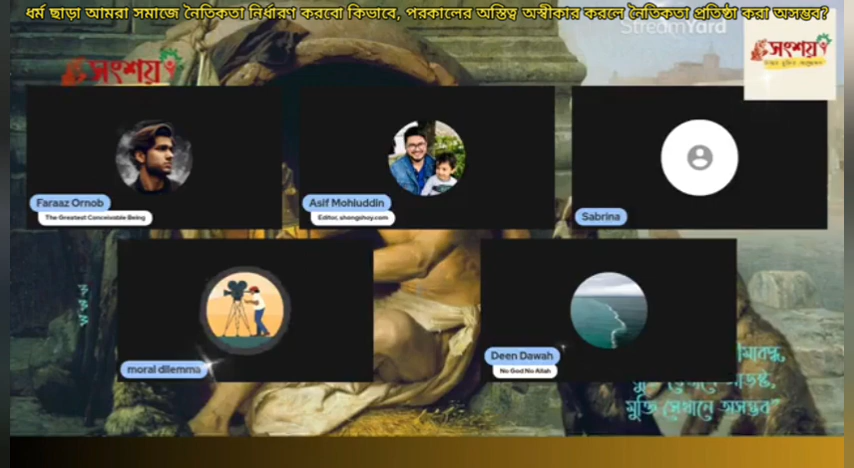 ধর্ম ছাড়া আমরা সমাজে নৈতিকতা নির্ধারণ করবো কিভাবে, পরকালের অস্তিত্ব অস্বীকার করলে নৈতিকতা প্রতিষ্ঠা করা অসম্ভব?
StreamYard
সংশয়
সংশয়
Faraaz Ornob
The Greatest Conceivable Being
Asif Mohiuddin
Editor, shongshoy.com
Sabrina
moral dilemma
Deen Dawah
No God No Allah
মুক্তি সেখানে অসম্ভব"